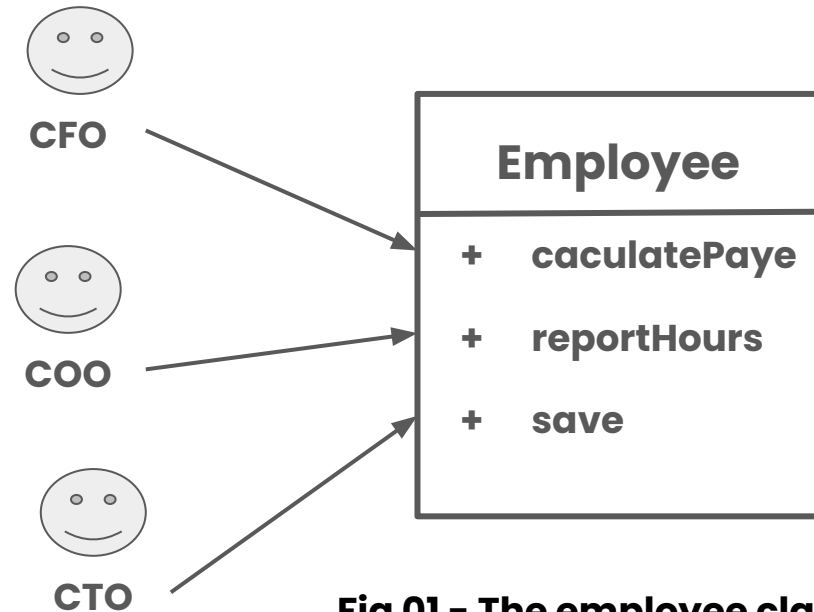 CFO
Employee
+ caculatePaye
+ reportHours
COO
+ save
CTO
Fig 01 - The employee cla